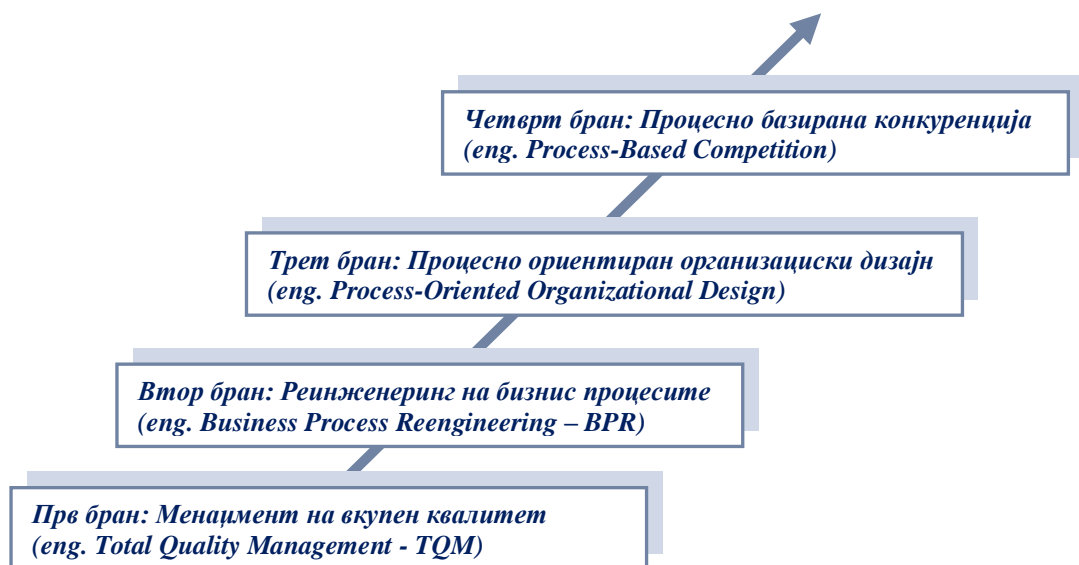 Четврт бран: Процесно базирана конкуренција
(eng. Process-Based Competition)
Трет бран: Процесно ориентиран организациски дизајн
(eng. Process-Oriented Organizational Design)
Втор бран: Реинженеринг на бизнис процесите
(eng. Business Process Reengineering – BPR)
Прв бран: Менаџмент на вкупен квалитет
(eng. Total Quality Management - TQM)